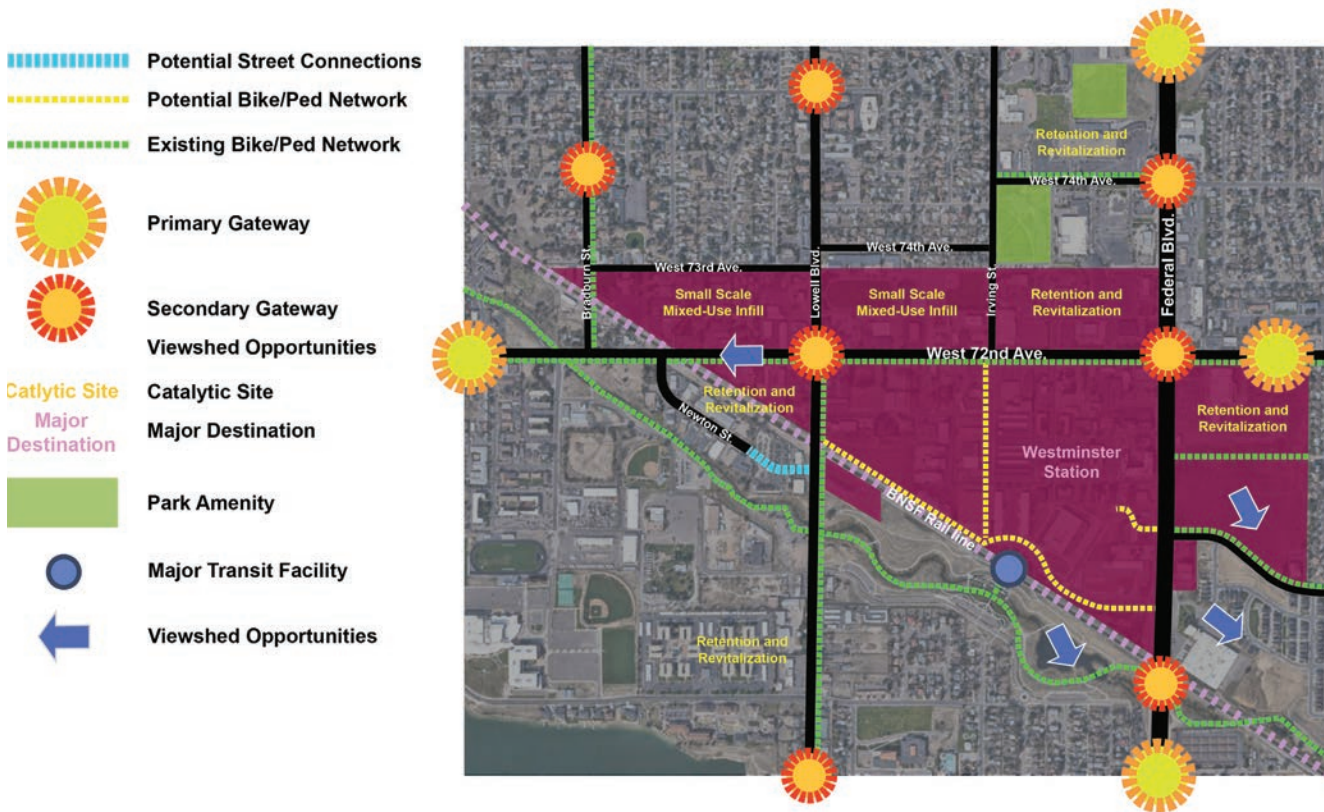 Potential Street Connections
Potential Bike/Ped Network
Existing Bike/Ped Network
Primary Gateway
Secondary Gateway
Viewshed Opportunities
Catlytic Site
Catalytic Site
Major
Destination
Major Destination
Park Amenity
Major Transit Facility
Viewshed Opportunities
Retention and
Revitalization
West 74th Ave.
Federal Blvd.
West 74th Ave.
Bradburn St.
West 73rd Ave.
Lowell Blvd.
Irving St.
Small Scale
Mixed-Use Infill
Small Scale
Mixed-Use Infill
Retention and
Revitalization
West 72nd Ave.
Retention and
Revitalization
Newton St.
Retention and
Revitalization
Westminster
Station
BNSF Rail line
Retention and
Revitalization